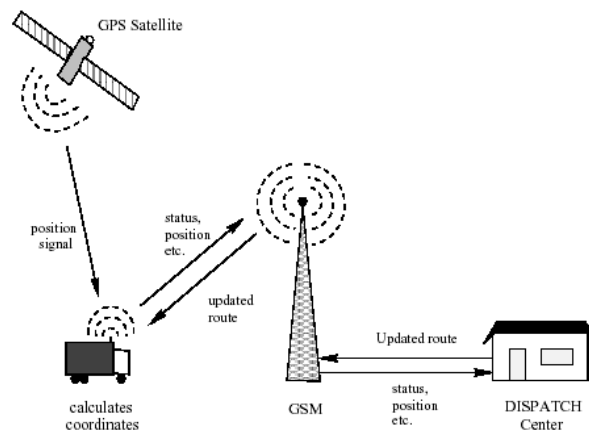 GPS Satellite
position
signal
status,
position
etc.
updated
route
calculates
coordinates
GSM
Updated route
status,
position etc.
DISPATCH
Center